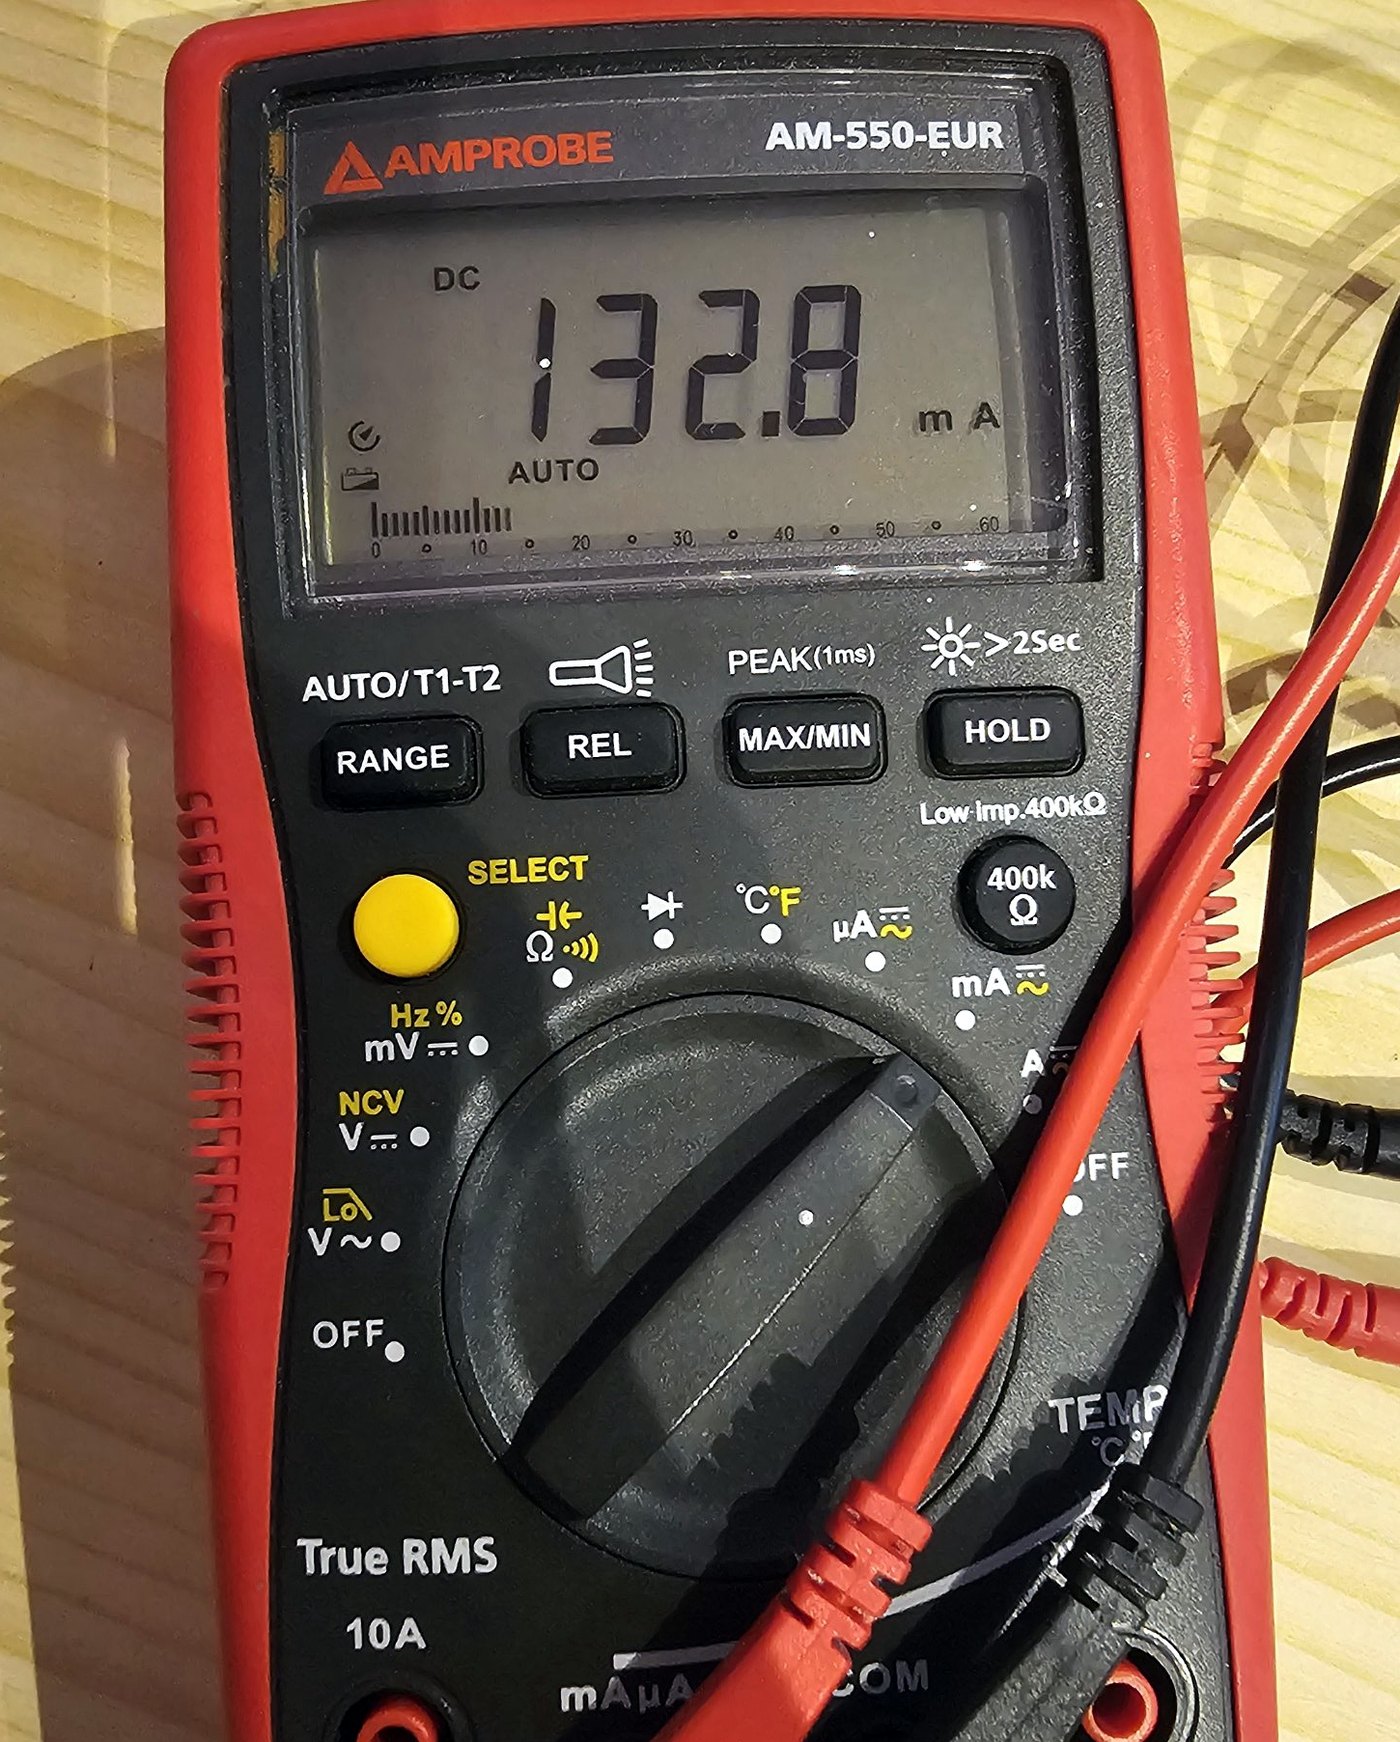 AMPROBE AM-550-EUR
DC
132.8 m A
AUTO
0 10 20 30 40 50 60
AUTO/T1-T2 PEAK(1ms) >2Sec
RANGE REL MAX/MIN HOLD
Low imp.400kΩ
SELECT
400k
Ω
Ω °C°F µA mA
Hz %
mV
A
NCV
V
OFF
Lo
V~
OFF
TEMP
°C
True RMS
10A
mAµA COM